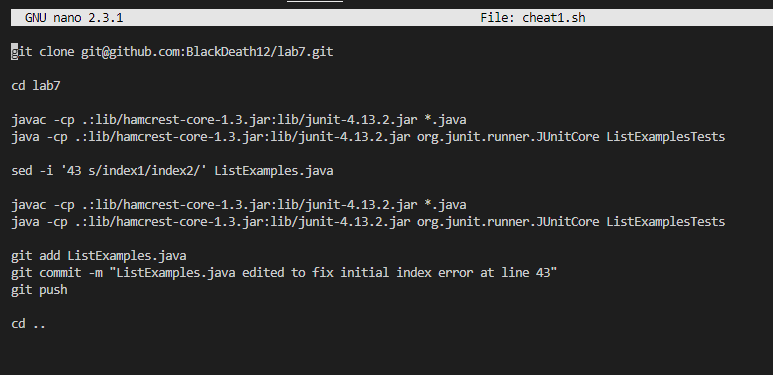 GNU nano 2.3.1 File: cheat1.sh
git clone git@github.com:BlackDeath12/lab7.git
cd lab7
javac -cp .:lib/hamcrest-core-1.3.jar:lib/junit-4.13.2.jar *.java
java -cp .:lib/hamcrest-core-1.3.jar:lib/junit-4.13.2.jar org.junit.runner.JUnitCore ListExamplesTests
sed -i '43 s/index1/index2/' ListExamples.java
javac -cp .:lib/hamcrest-core-1.3.jar:lib/junit-4.13.2.jar *.java
java -cp .:lib/hamcrest-core-1.3.jar:lib/junit-4.13.2.jar org.junit.runner.JUnitCore ListExamplesTests
git add ListExamples.java
git commit -m "ListExamples.java edited to fix initial index error at line 43"
git push
cd ..